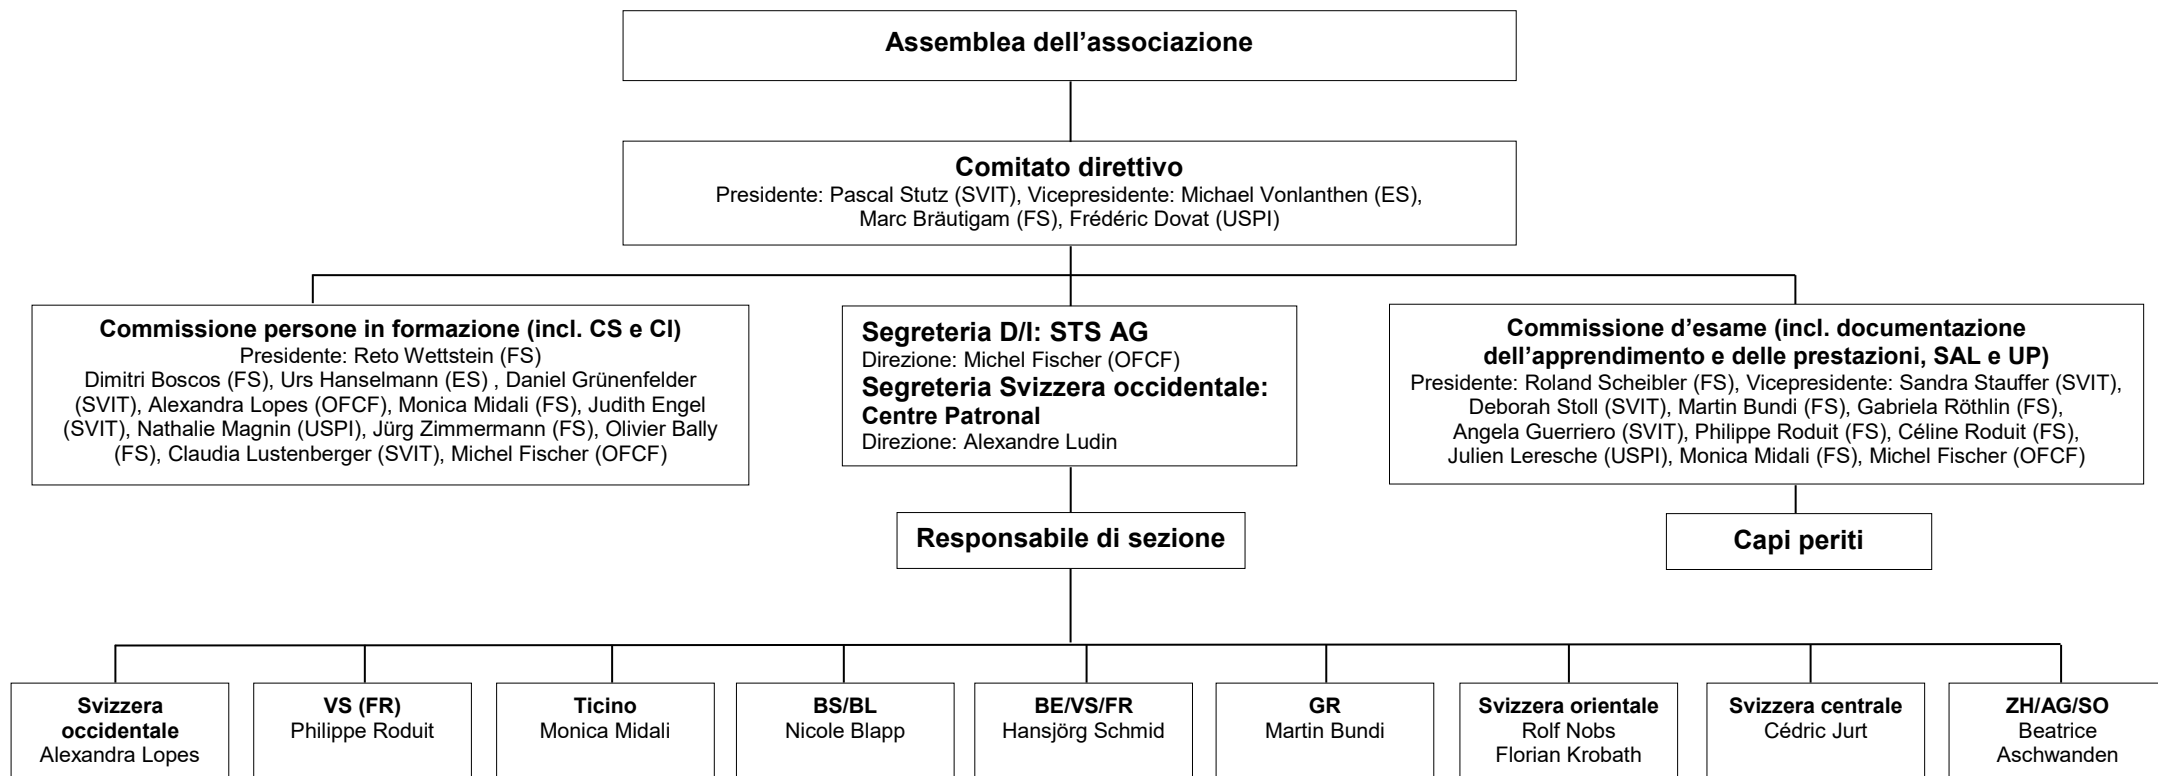 Assemblea dell’associazione
Comitato direttivo
Presidente: Pascal Stutz (SVIT), Vicepresidente: Michael Vonlanthen (ES),
Marc Bräutigam (FS), Frédéric Dovat (USPI)
Commissione persone in formazione (incl. CS e CI)
Presidente: Reto Wettstein (FS)
Dimitri Boscos (FS), Urs Hanselmann (ES) , Daniel Grünenfelder
(SVIT), Alexandra Lopes (OFCF), Monica Midali (FS), Judith Engel
(SVIT), Nathalie Magnin (USPI), Jürg Zimmermann (FS), Olivier Bally
(FS), Claudia Lustenberger (SVIT), Michel Fischer (OFCF)
Segreteria D/I: STS AG
Direzione: Michel Fischer (OFCF)
Segreteria Svizzera occidentale:
Centre Patronal
Direzione: Alexandre Ludin
Commissione d’esame (incl. documentazione
dell’apprendimento e delle prestazioni, SAL e UP)
Presidente: Roland Scheibler (FS), Vicepresidente: Sandra Stauffer (SVIT),
Deborah Stoll (SVIT), Martin Bundi (FS), Gabriela Röthlin (FS),
Angela Guerriero (SVIT), Philippe Roduit (FS), Céline Roduit (FS),
Julien Leresche (USPI), Monica Midali (FS), Michel Fischer (OFCF)
Responsabile di sezione
Capi periti
Svizzera
occidentale
Alexandra Lopes
VS (FR)
Philippe Roduit
Ticino
Monica Midali
BS/BL
Nicole Blapp
BE/VS/FR
Hansjörg Schmid
GR
Martin Bundi
Svizzera orientale
Rolf Nobs
Florian Krobath
Svizzera centrale
Cédric Jurt
ZH/AG/SO
Beatrice
Aschwanden